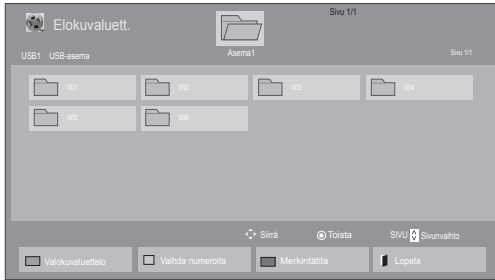 Sivu 1/1
Elokuvaluett.
Asema1
USB1 USB-asema
Sivu 1/1
001 002 003 004
005 006
Siirrä Toista SIVU Sivunvaihto
Valokuvaluettelo Vaihda numeroita Merkintätila Lopeta